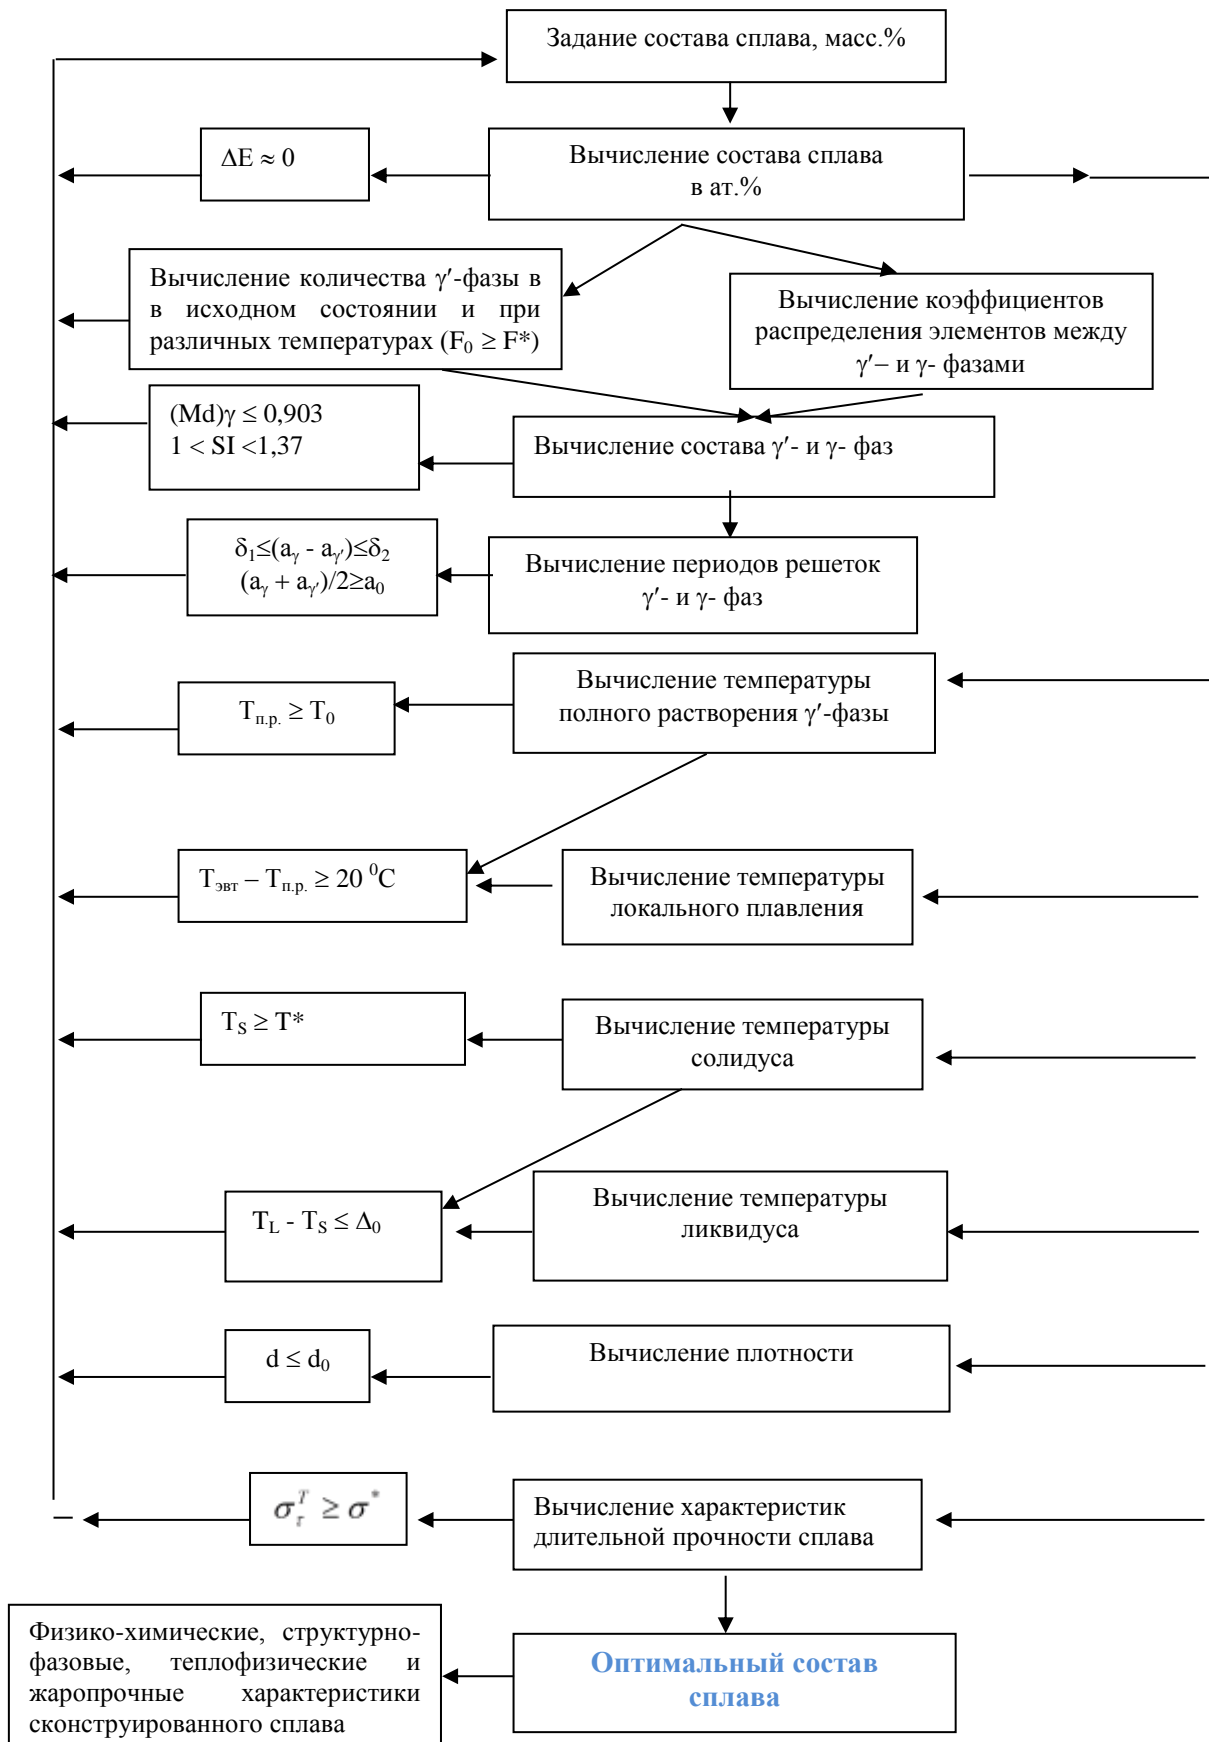 Задание состава сплава, масс.%
ΔE ≈ 0
Вычисление состава сплава
в ат.%
Вычисление количества γ′-фазы в
в исходном состоянии и при
различных температурах (F₀ ≥ F*)
Вычисление коэффициентов
распределения элементов между
γ′– и γ- фазами
(Md)γ ≤ 0,903
1 < SI <1,37
Вычисление состава γ′- и γ- фаз
δ₁≤(aγ - aγ′)≤δ₂
(aγ + aγ′)/2≥a₀
Вычисление периодов решеток
γ′- и γ- фаз
Tп.р. ≥ T₀
Вычисление температуры
полного растворения γ′-фазы
Tэвт – Tп.р. ≥ 20 ⁰C
Вычисление температуры
локального плавления
TS ≥ T*
Вычисление температуры
солидуса
TL - TS ≤ Δ₀
Вычисление температуры
ликвидуса
d ≤ d₀
Вычисление плотности
στᵀ ≥ σ*
Вычисление характеристик
длительной прочности сплава
Физико-химические, структурно-
фазовые, теплофизические и
жаропрочные характеристики
сконструированного сплава
Оптимальный состав
сплава